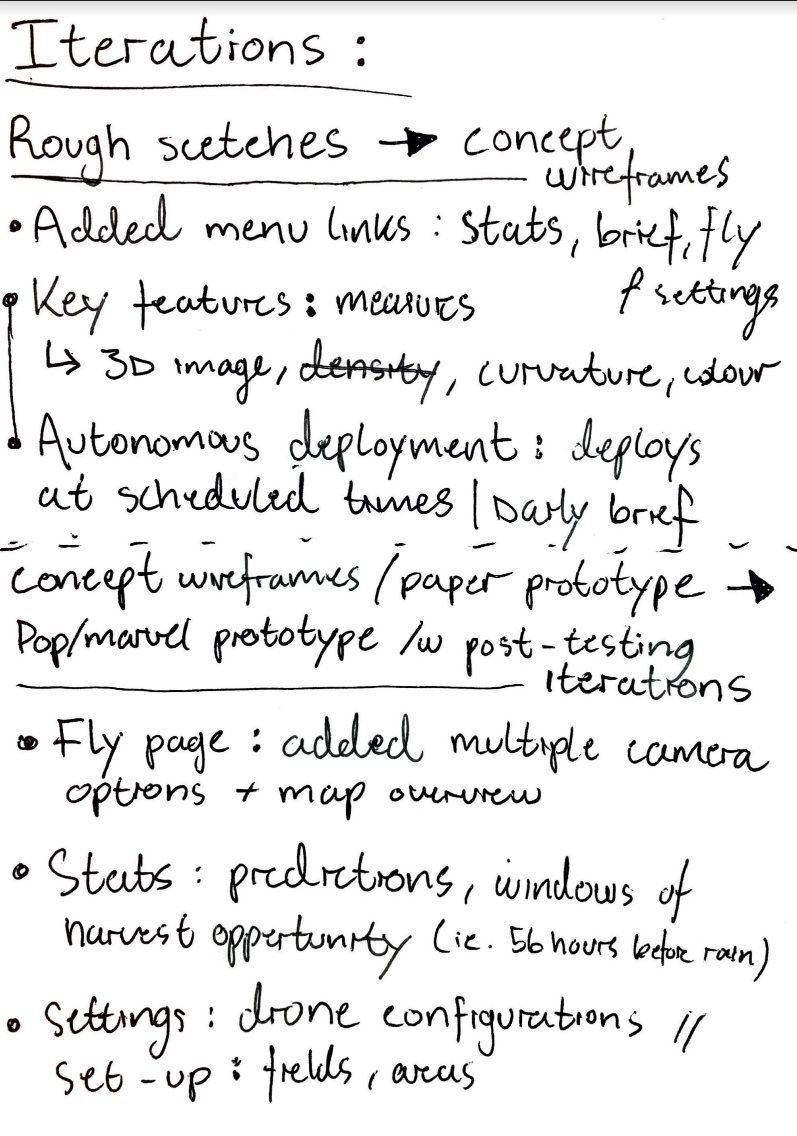 Iterations :
Rough scetches → concept
wireframes
• Added menu links : stats, brief, fly
& settings
• Key features : measures
↳ 3D image, density, curvature, colour
• Autonomous deployment : deploys
at scheduled times | Daily brief
concept wireframes / paper prototype →
Pop/marvel prototype /w post-testing
iterations
• Fly page : added multiple camera
options + map overview
• Stats : predictions, windows of
harvest opportunity (ie. 56 hours before rain)
• Settings : drone configurations //
set-up : fields, areas